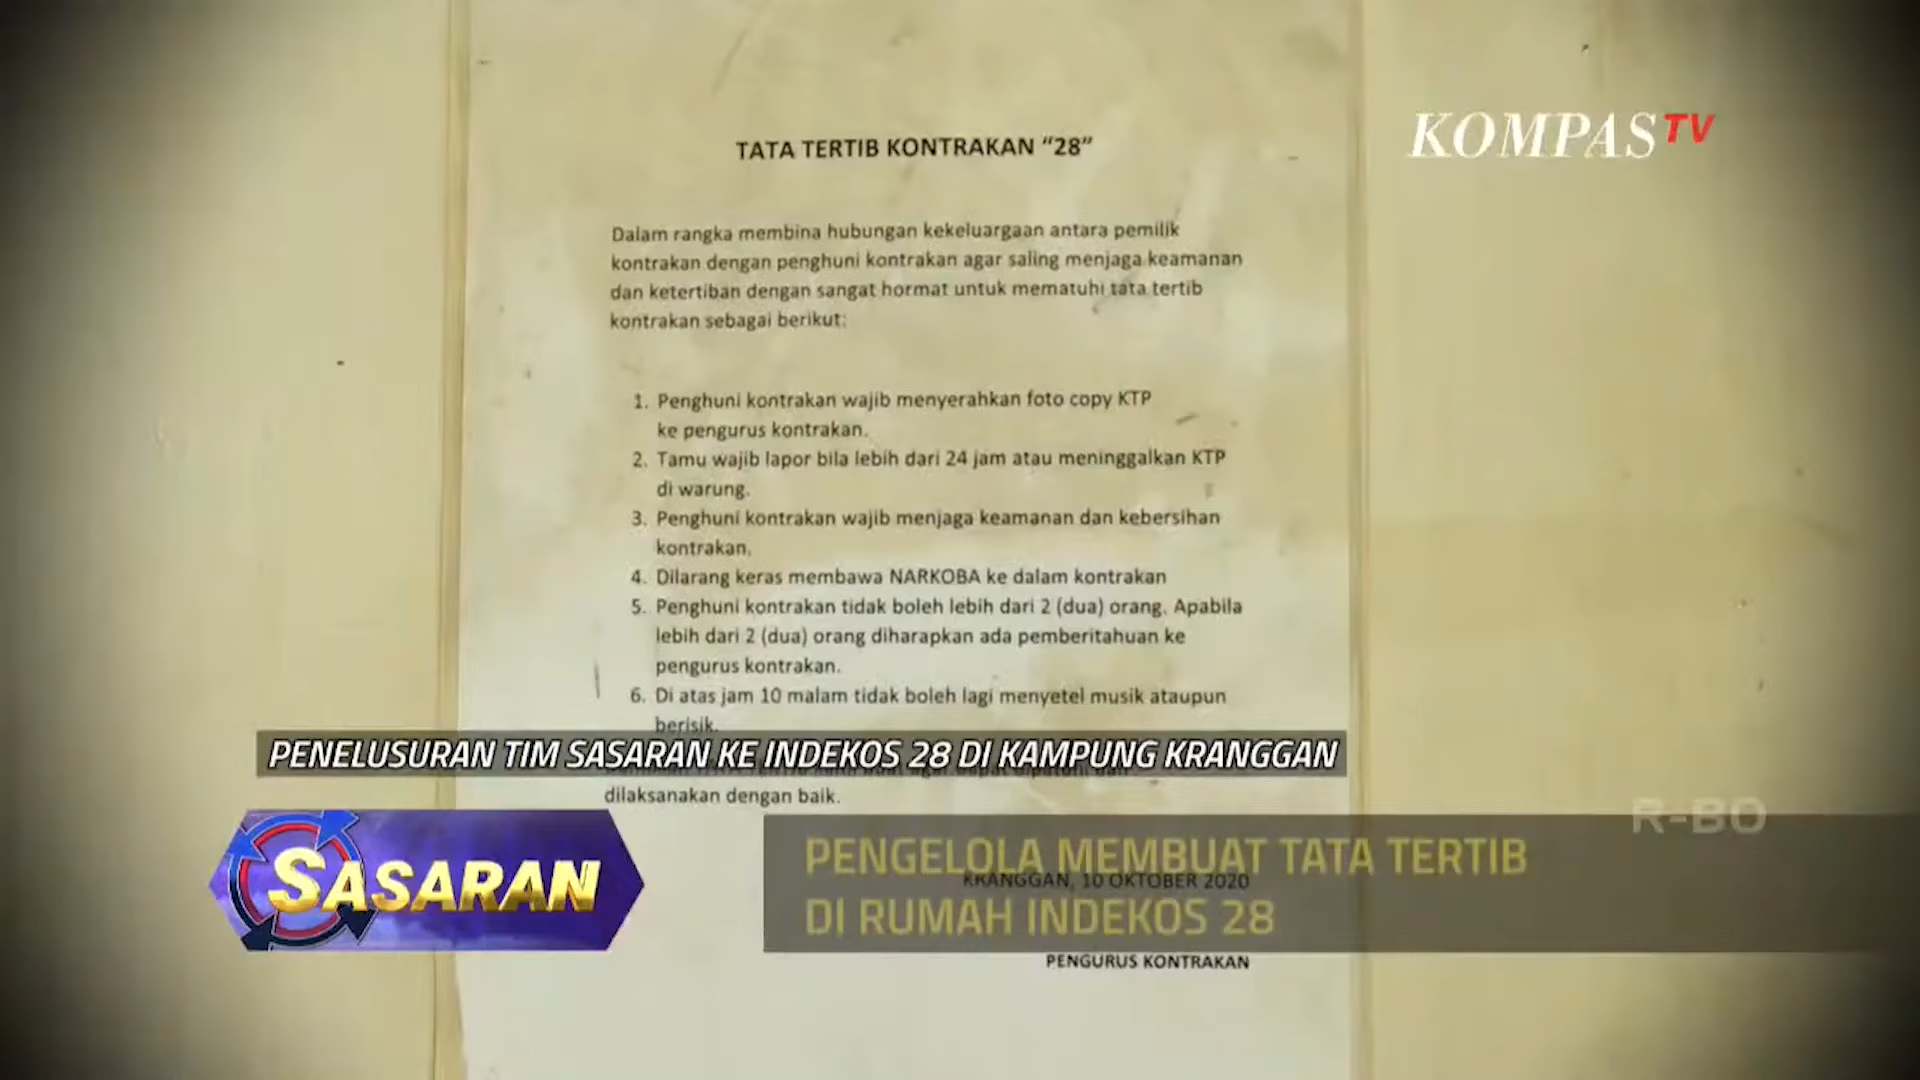 KOMPAS TV
TATA TERTIB KONTRAKAN “28”
Dalam rangka membina hubungan kekeluargaan antara pemilik
kontrakan dengan penghuni kontrakan agar saling menjaga keamanan
dan ketertiban dengan sangat hormat untuk mematuhi tata tertib
kontrakan sebagai berikut:
1. Penghuni kontrakan wajib menyerahkan foto copy KTP
ke pengurus kontrakan.
2. Tamu wajib lapor bila lebih dari 24 jam atau meninggalkan KTP
di warung.
3. Penghuni kontrakan wajib menjaga keamanan dan kebersihan
kontrakan.
4. Dilarang keras membawa NARKOBA ke dalam kontrakan
5. Penghuni kontrakan tidak boleh lebih dari 2 (dua) orang. Apabila
lebih dari 2 (dua) orang diharapkan ada pemberitahuan ke
pengurus kontrakan.
6. Di atas jam 10 malam tidak boleh lagi menyetel musik ataupun
berisik.
PENELUSURAN TIM SASARAN KE INDEKOS 28 DI KAMPUNG KRANGGAN
dilaksanakan dengan baik.
R-BO
SASARAN
PENGELOLA MEMBUAT TATA TERTIB
KRANGGAN, 10 OKTOBER 2020
DI RUMAH INDEKOS 28
PENGURUS KONTRAKAN